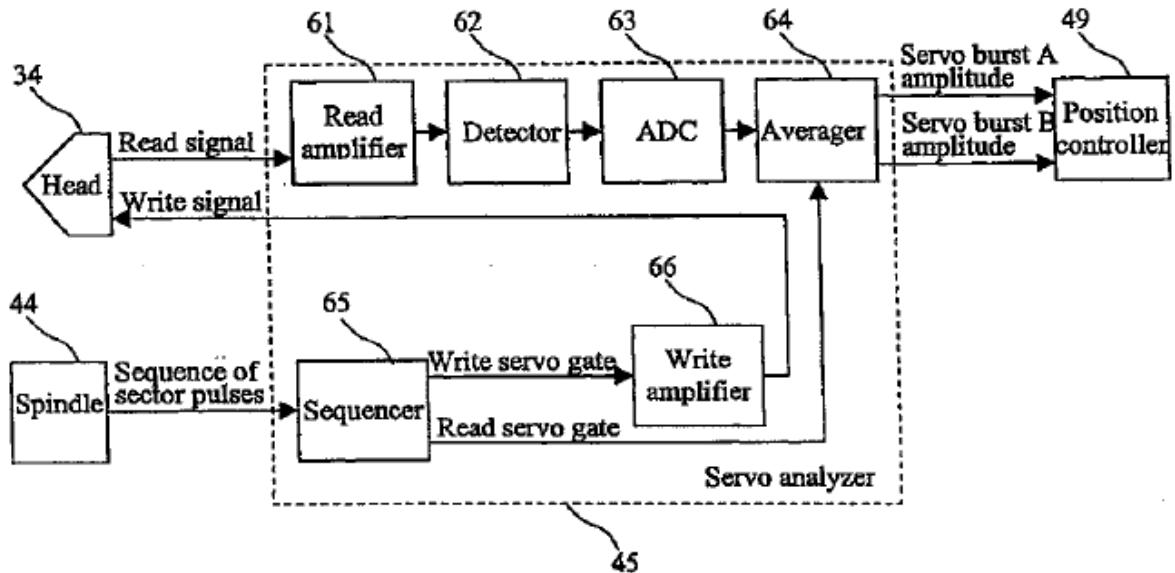 61
62
63
64
49
34
Servo burst A
amplitude
Read signal
Read
amplifier
Detector
ADC
Averager
Servo burst B
amplitude
Position
controller
Head
Write signal
44
65
66
Spindle
Sequence of
sector pulses
Sequencer
Write servo gate
Write
amplifier
Read servo gate
Servo analyzer
45